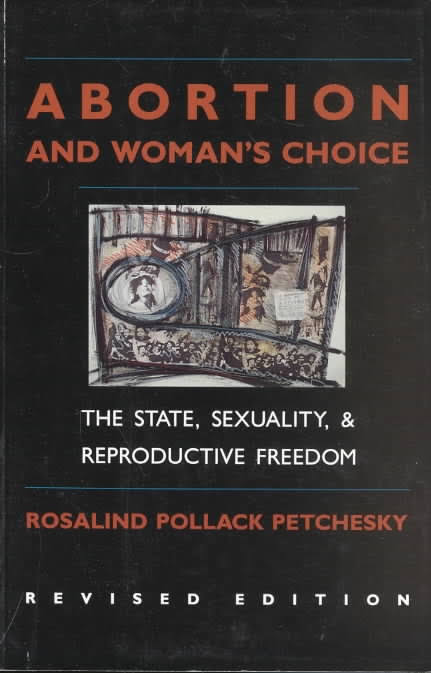 ABORTION
AND WOMAN'S CHOICE
THE STATE, SEXUALITY, &
REPRODUCTIVE FREEDOM
ROSALIND POLLACK PETCHESKY
REVISED EDITION